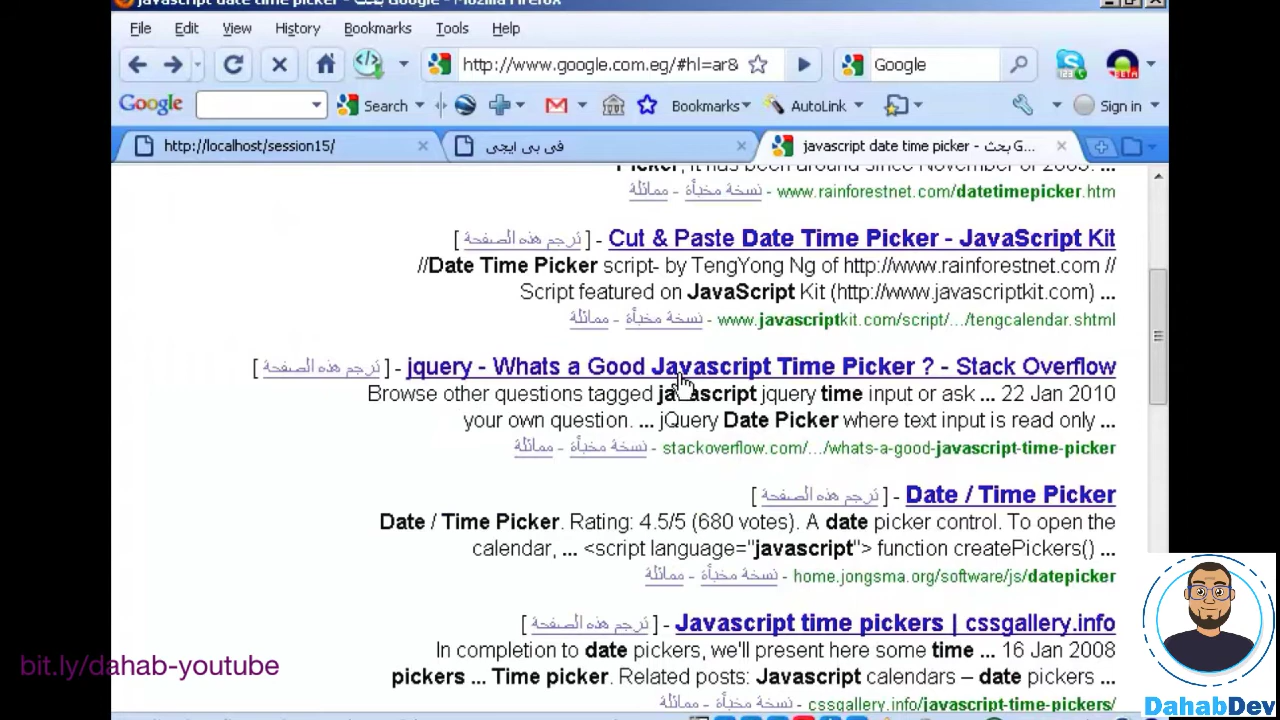 javascript date time picker - بحث Google - Mozilla Firefox
File Edit View History Bookmarks Tools Help
http://www.google.com.eg/#hl=ar& Google
Google Search Bookmarks AutoLink Sign in
http://localhost/session15/ فى بى ايجى javascript date time picker - بحث G...
Picker, it has been around since November of 2003. ...
www.rainforestnet.com/datetimepicker.htm - نسخة مخبأة - مماثلة
Cut & Paste Date Time Picker - JavaScript Kit - [ ترجم هذه الصفحة ]
//Date Time Picker script- by TengYong Ng of http://www.rainforestnet.com //
Script featured on JavaScript Kit (http://www.javascriptkit.com) ...
www.javascriptkit.com/script/.../tengcalendar.shtml - نسخة مخبأة - مماثلة
jquery - Whats a Good Javascript Time Picker ? - Stack Overflow - [ ترجم هذه الصفحة ]
22 Jan 2010 ... Browse other questions tagged javascript jquery time input or ask
your own question. ... jQuery Date Picker where text input is read only ...
stackoverflow.com/.../whats-a-good-javascript-time-picker - نسخة مخبأة - مماثلة
Date / Time Picker - [ ترجم هذه الصفحة ]
Date / Time Picker. Rating: 4.5/5 (680 votes). A date picker control. To open the
calendar, ... <script language="javascript"> function createPickers() ...
home.jongsma.org/software/js/datepicker - نسخة مخبأة - مماثلة
Javascript time pickers | cssgallery.info - [ ترجم هذه الصفحة ]
16 Jan 2008 ... In completion to date pickers, we'll present here some time
pickers ... Time picker. Related posts: Javascript calendars – date pickers ...
cssgallery.info/javascript-time-pickers/ - نسخة مخبأة - مماثلة
bit.ly/dahab-youtube
DahabDev